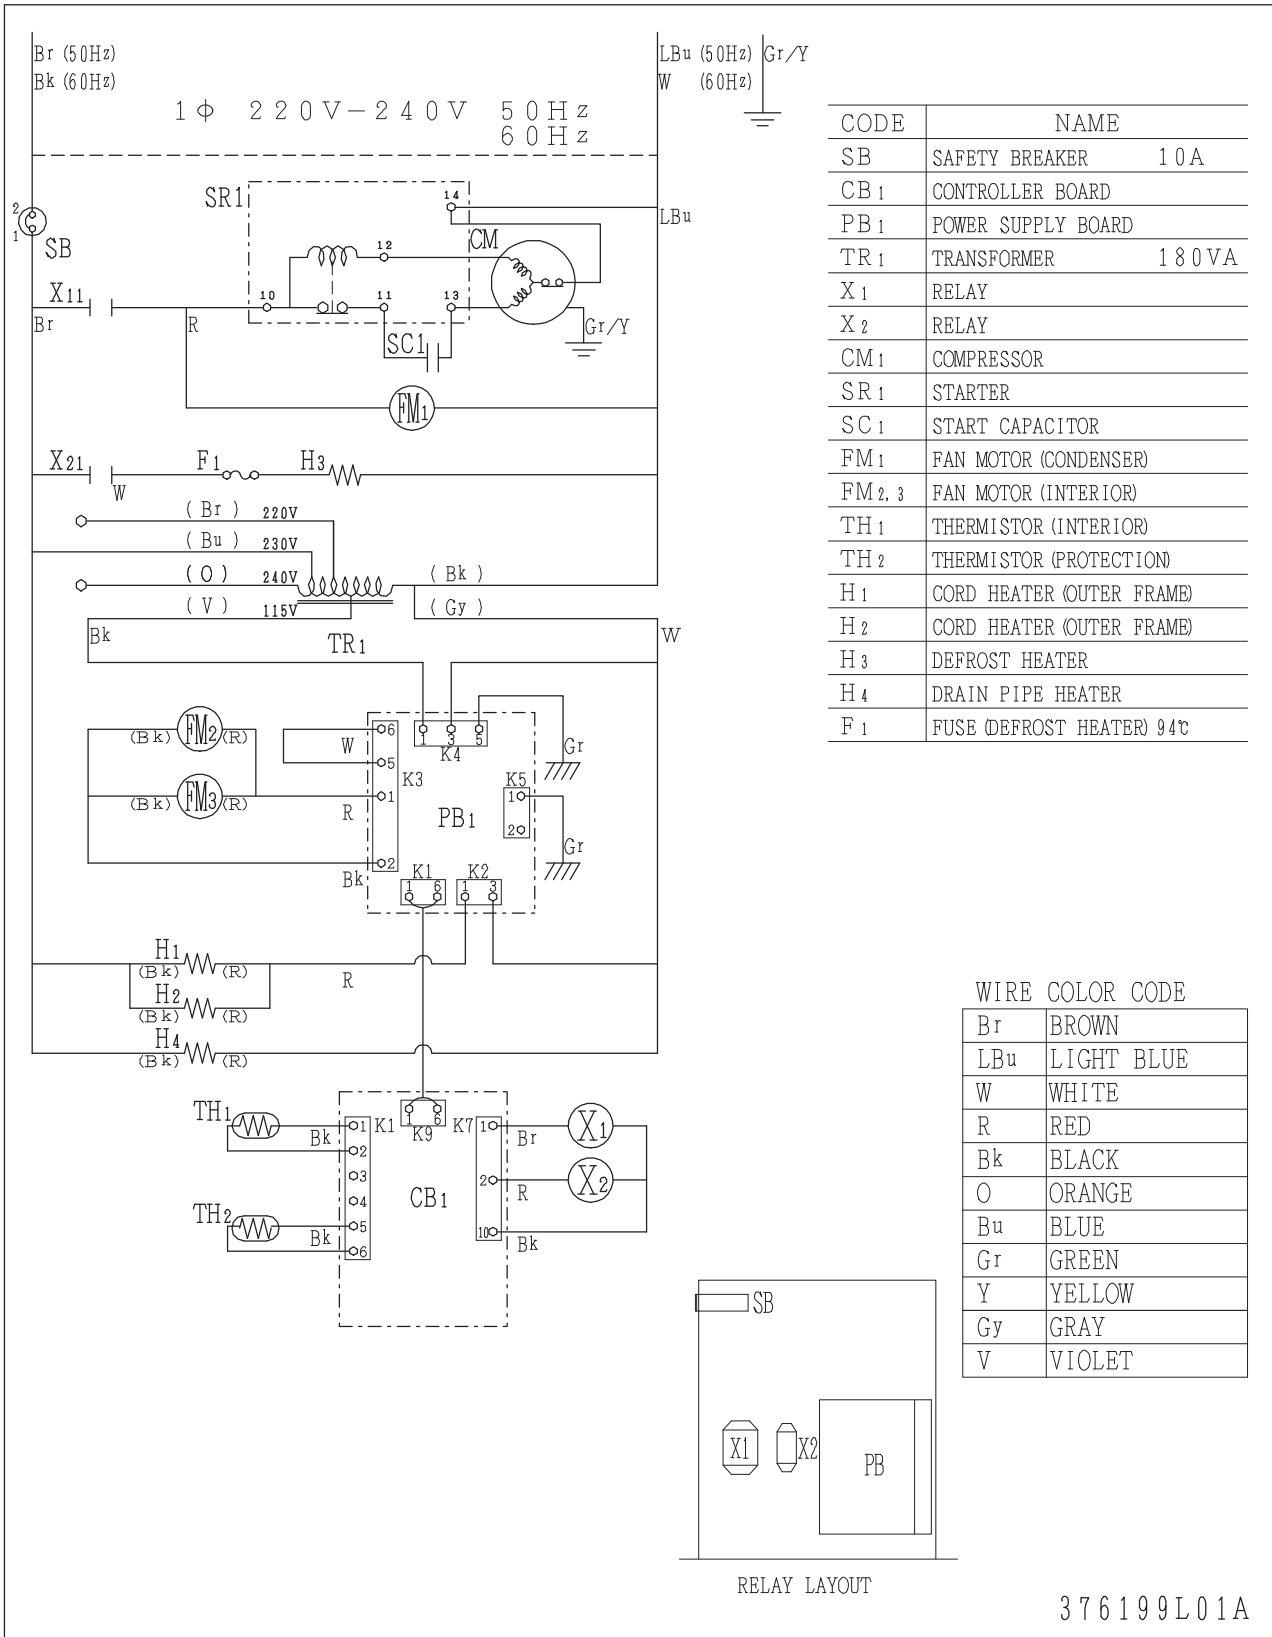 Br (50Hz)
Bk (60Hz)
LBu (50Hz)
W (60Hz)
Gr/Y
1φ 220V-240V 50Hz
60Hz
2
1
SB
SR1
14
LBu
CM
12
10
11
13
X11
Br
R
SC1
Gr/Y
FM1
X21
W
F1
H3
(Br) 220V
(Bu) 230V
(O) 240V
(V) 115V
(Bk)
(Gy)
Bk
TR1
W
(Bk) FM2 (R)
(Bk) FM3 (R)
W
R
Bk
6
5
1
2
K3
1 3 5
K4
Gr
K5
1
2
Gr
PB1
K1
1 6
K2
1 3
H1
(Bk) (R)
R
H2
(Bk) (R)
H4
(Bk) (R)
TH1
Bk
TH2
Bk
K1
1
2
3
4
5
6
1 6
K9
K7
1
2
10
CB1
Br
R
Bk
X1
X2
CODE NAME
SB SAFETY BREAKER 10A
CB1 CONTROLLER BOARD
PB1 POWER SUPPLY BOARD
TR1 TRANSFORMER 180VA
X1 RELAY
X2 RELAY
CM1 COMPRESSOR
SR1 STARTER
SC1 START CAPACITOR
FM1 FAN MOTOR (CONDENSER)
FM2, 3 FAN MOTOR (INTERIOR)
TH1 THERMISTOR (INTERIOR)
TH2 THERMISTOR (PROTECTION)
H1 CORD HEATER (OUTER FRAME)
H2 CORD HEATER (OUTER FRAME)
H3 DEFROST HEATER
H4 DRAIN PIPE HEATER
F1 FUSE (DEFROST HEATER) 94℃
WIRE COLOR CODE
Br BROWN
LBu LIGHT BLUE
W WHITE
R RED
Bk BLACK
O ORANGE
Bu BLUE
Gr GREEN
Y YELLOW
Gy GRAY
V VIOLET
SB
X1
X2
PB
RELAY LAYOUT
376199L01A